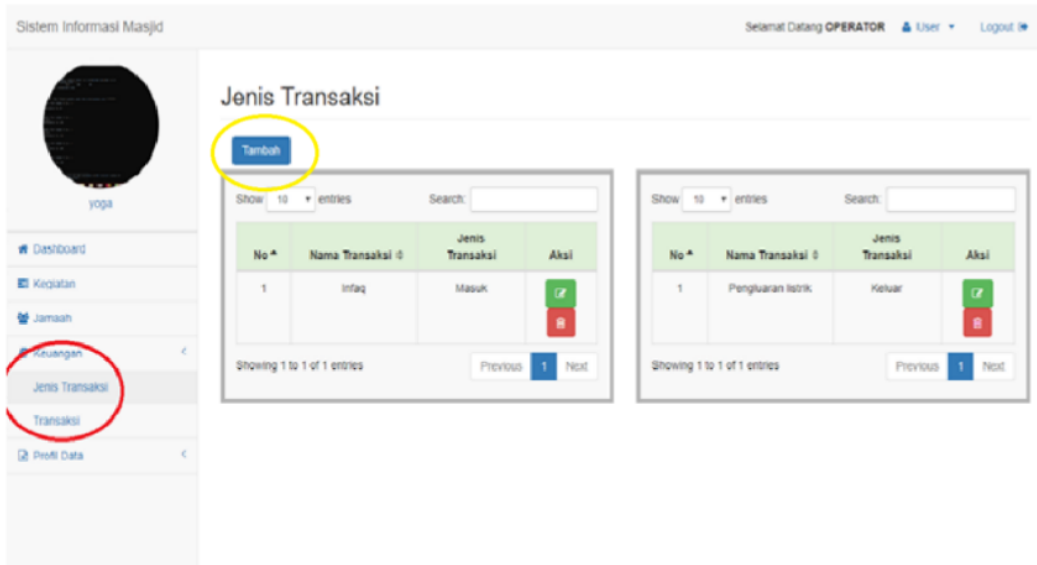 Sistem Informasi Masjid
Selamat Datang OPERATOR User Logout
yoga
Dashboard
Kegiatan
Jamaah
Keuangan
Jenis Transaksi
Transaksi
Profil Data
Jenis Transaksi
Tambah
Show 10 entries Search:
No Nama Transaksi Jenis Transaksi Aksi
1 Infaq Masuk
Showing 1 to 1 of 1 entries Previous 1 Next
Show 10 entries Search:
No Nama Transaksi Jenis Transaksi Aksi
1 Pengluaran listrik Keluar
Showing 1 to 1 of 1 entries Previous 1 Next